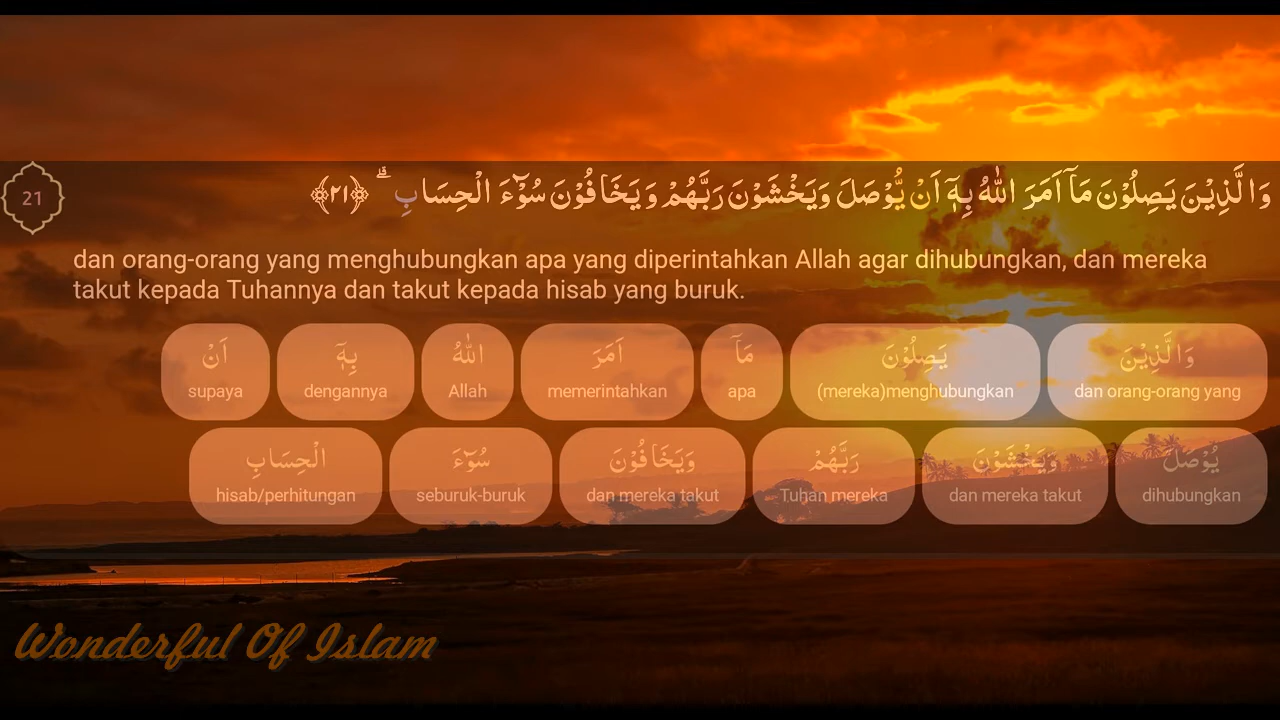 وَالَّذِيْنَ يَصِلُوْنَ مَآ اَمَرَ اللّٰهُ بِهٖٓ اَنْ يُّوْصَلَ وَيَخْشَوْنَ رَبَّهُمْ وَيَخَافُوْنَ سُوْۤءَ الْحِسَابِ ۗ ﴿٢١﴾
21
dan orang-orang yang menghubungkan apa yang diperintahkan Allah agar dihubungkan, dan mereka
takut kepada Tuhannya dan takut kepada hisab yang buruk.
وَالَّذِيْنَ يَصِلُوْنَ مَآ اَمَرَ اللّٰهُ بِهٖٓ اَنْ
dan orang-orang yang (mereka)menghubungkan apa memerintahkan Allah dengannya supaya
يُّوْصَلَ وَيَخْشَوْنَ رَبَّهُمْ وَيَخَافُوْنَ سُوْۤءَ الْحِسَابِ
dihubungkan dan mereka takut Tuhan mereka dan mereka takut seburuk-buruk hisab/perhitungan
Wonderful Of Islam